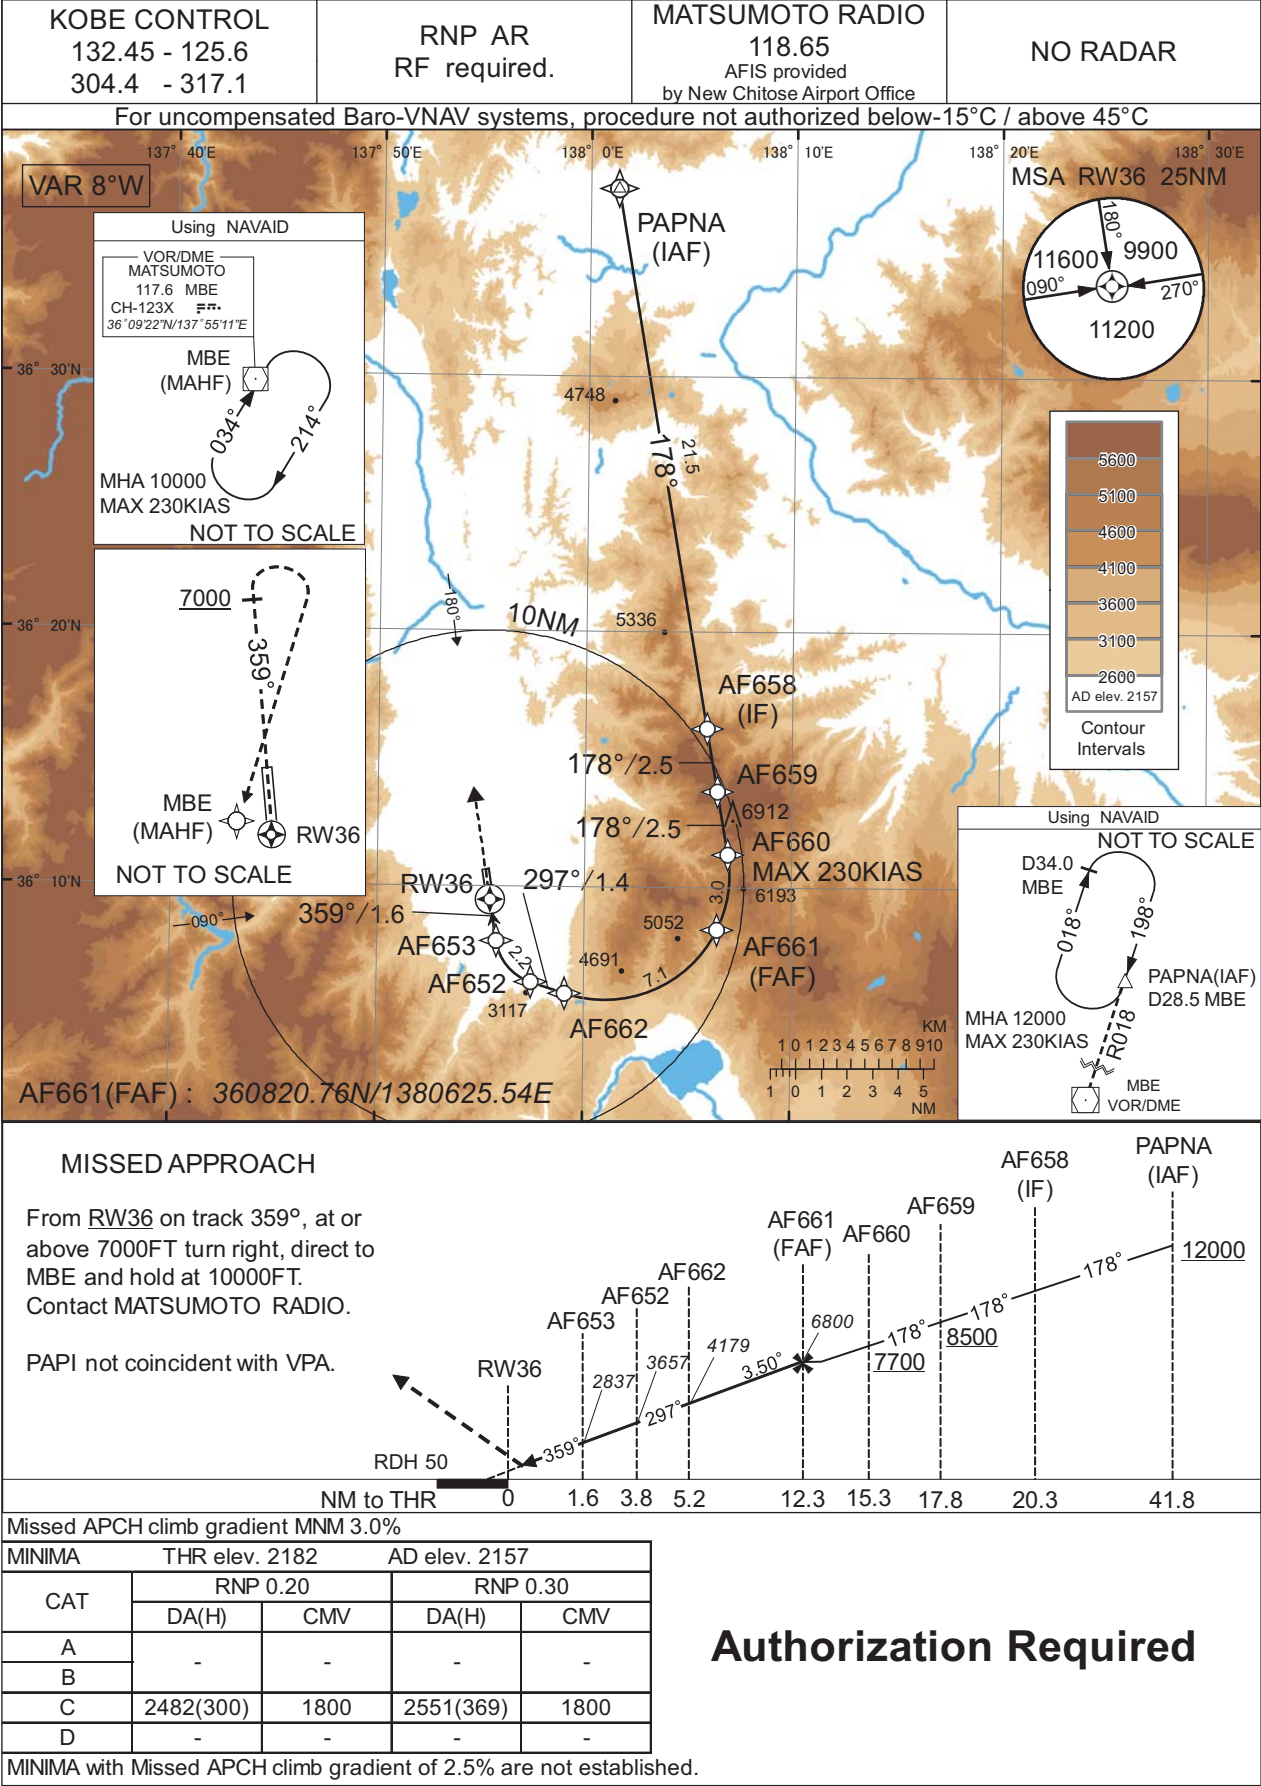 KOBE CONTROL
132.45 - 125.6
304.4 - 317.1
RNP AR
RF required.
MATSUMOTO RADIO
118.65
AFIS provided
by New Chitose Airport Office
NO RADAR
For uncompensated Baro-VNAV systems, procedure not authorized below-15°C / above 45°C
137° 40'E
137° 50'E
138° 0'E
138° 10'E
138° 20'E
138° 30'E
VAR 8°W
Using NAVAID
VOR/DME
MATSUMOTO
117.6 MBE
CH-123X
36°09'22"N/137°55'11"E
MBE
(MAHF)
034°
214°
MHA 10000
MAX 230KIAS
NOT TO SCALE
7000
359°
MBE
(MAHF)
RW36
NOT TO SCALE
36° 30'N
36° 20'N
36° 10'N
PAPNA
(IAF)
MSA RW36 25NM
180°
11600
9900
090°
270°
11200
4748
178°
21.5
5600
5100
4600
4100
3600
3100
2600
AD elev. 2157
Contour
Intervals
180°
10NM
5336
AF658
(IF)
178°/2.5
AF659
6912
178°/2.5
AF660
MAX 230KIAS
RW36
297°/1.4
3.0
6193
359°/1.6
090°
5052
AF661
(FAF)
AF653
2.2
4691
7.1
AF652
3117
AF662
KM
1 0 1 2 3 4 5 6 7 8 9 10
1 0 1 2 3 4 5
NM
AF661(FAF) : 360820.76N/1380625.54E
Using NAVAID
NOT TO SCALE
D34.0
MBE
018°
198°
PAPNA(IAF)
D28.5 MBE
MHA 12000
MAX 230KIAS
R018
MBE
VOR/DME
MISSED APPROACH
From RW36 on track 359°, at or
above 7000FT turn right, direct to
MBE and hold at 10000FT.
Contact MATSUMOTO RADIO.
PAPI not coincident with VPA.
PAPNA
(IAF)
AF658
(IF)
AF659
AF661
(FAF)
AF660
AF662
AF652
AF653
RW36
12000
178°
178°
8500
178°
7700
6800
3.50°
4179
3657
297°
2837
359°
RDH 50
NM to THR 0 1.6 3.8 5.2 12.3 15.3 17.8 20.3 41.8
Missed APCH climb gradient MNM 3.0%
MINIMA THR elev. 2182 AD elev. 2157
CAT RNP 0.20 RNP 0.30
DA(H) CMV DA(H) CMV
A
- - - -
B
C 2482(300) 1800 2551(369) 1800
D - - - -
MINIMA with Missed APCH climb gradient of 2.5% are not established.
Authorization Required